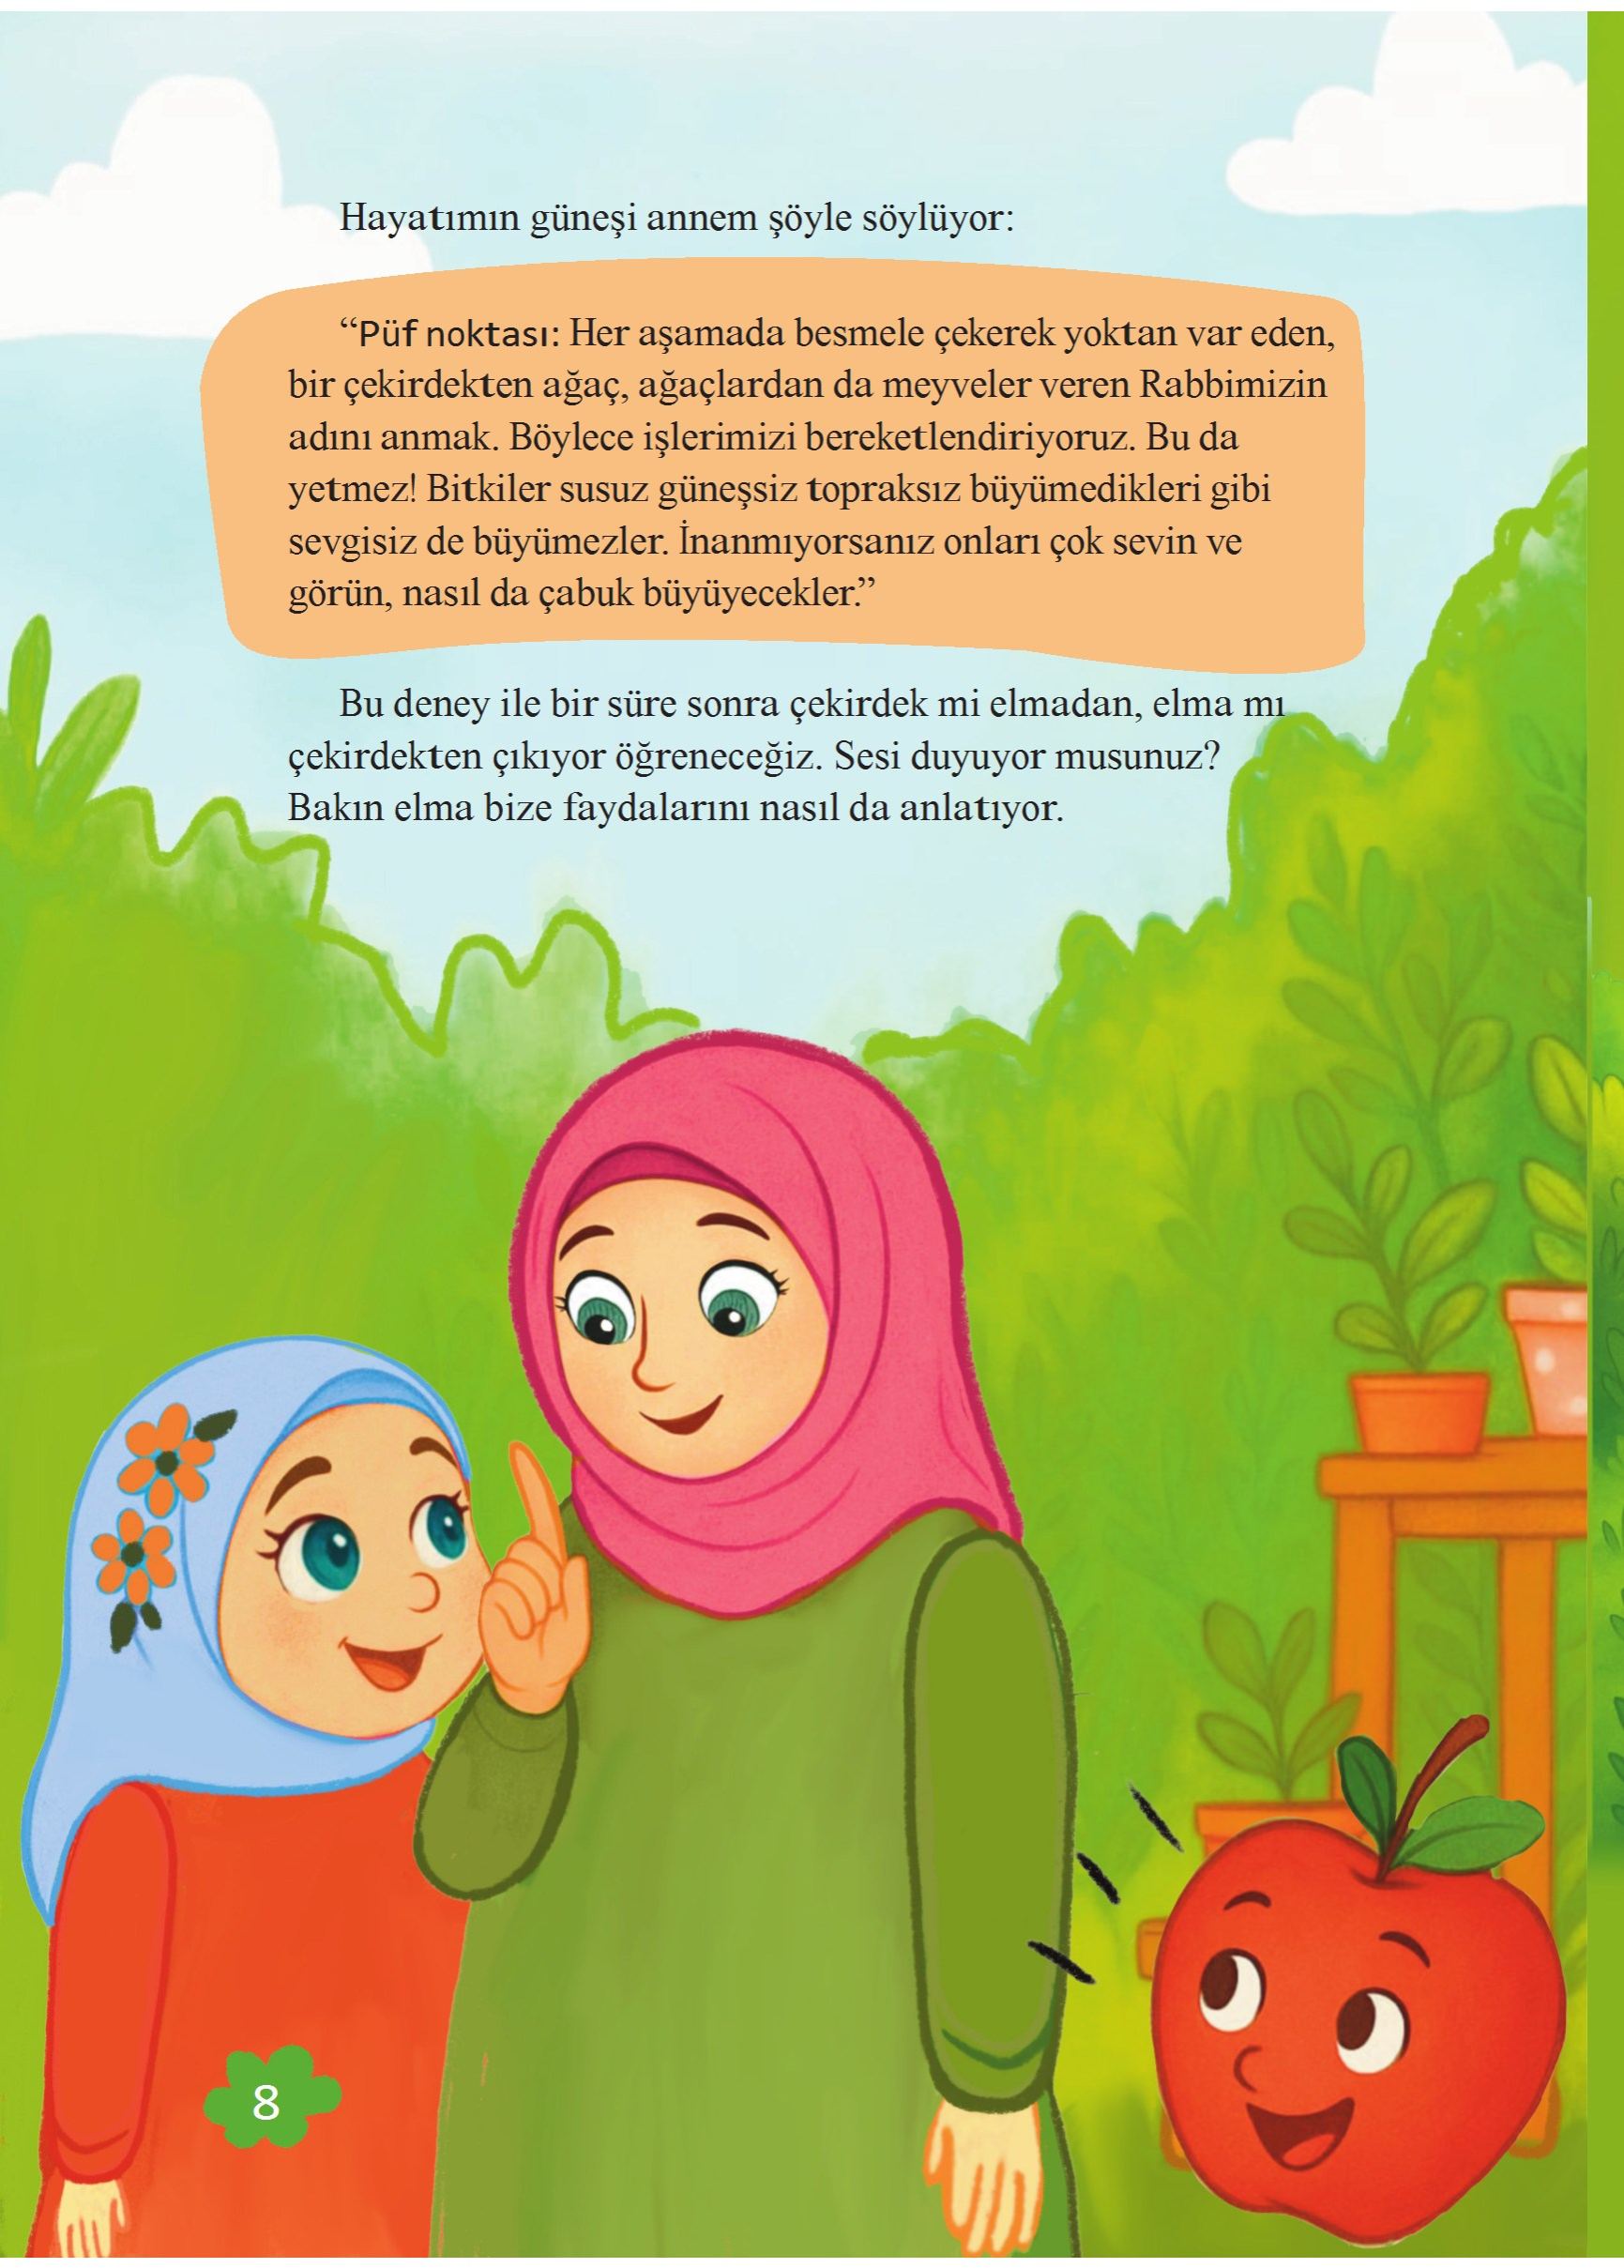 Hayatımın güneşi annem şöyle söylüyor:
“Püf noktası: Her aşamada besmele çekerek yoktan var eden,
bir çekirdekten ağaç, ağaçlardan da meyveler veren Rabbimizin
adını anmak. Böylece işlerimizi bereketlendiriyoruz. Bu da
yetmez! Bitkiler susuz güneşsiz topraksız büyümedikleri gibi
sevgisiz de büyümezler. İnanmıyorsanız onları çok sevin ve
görün, nasıl da çabuk büyüyecekler.”
Bu deney ile bir süre sonra çekirdek mi elmadan, elma mı
çekirdekten çıkıyor öğreneceğiz. Sesi duyuyor musunuz?
Bakın elma bize faydalarını nasıl da anlatıyor.
8